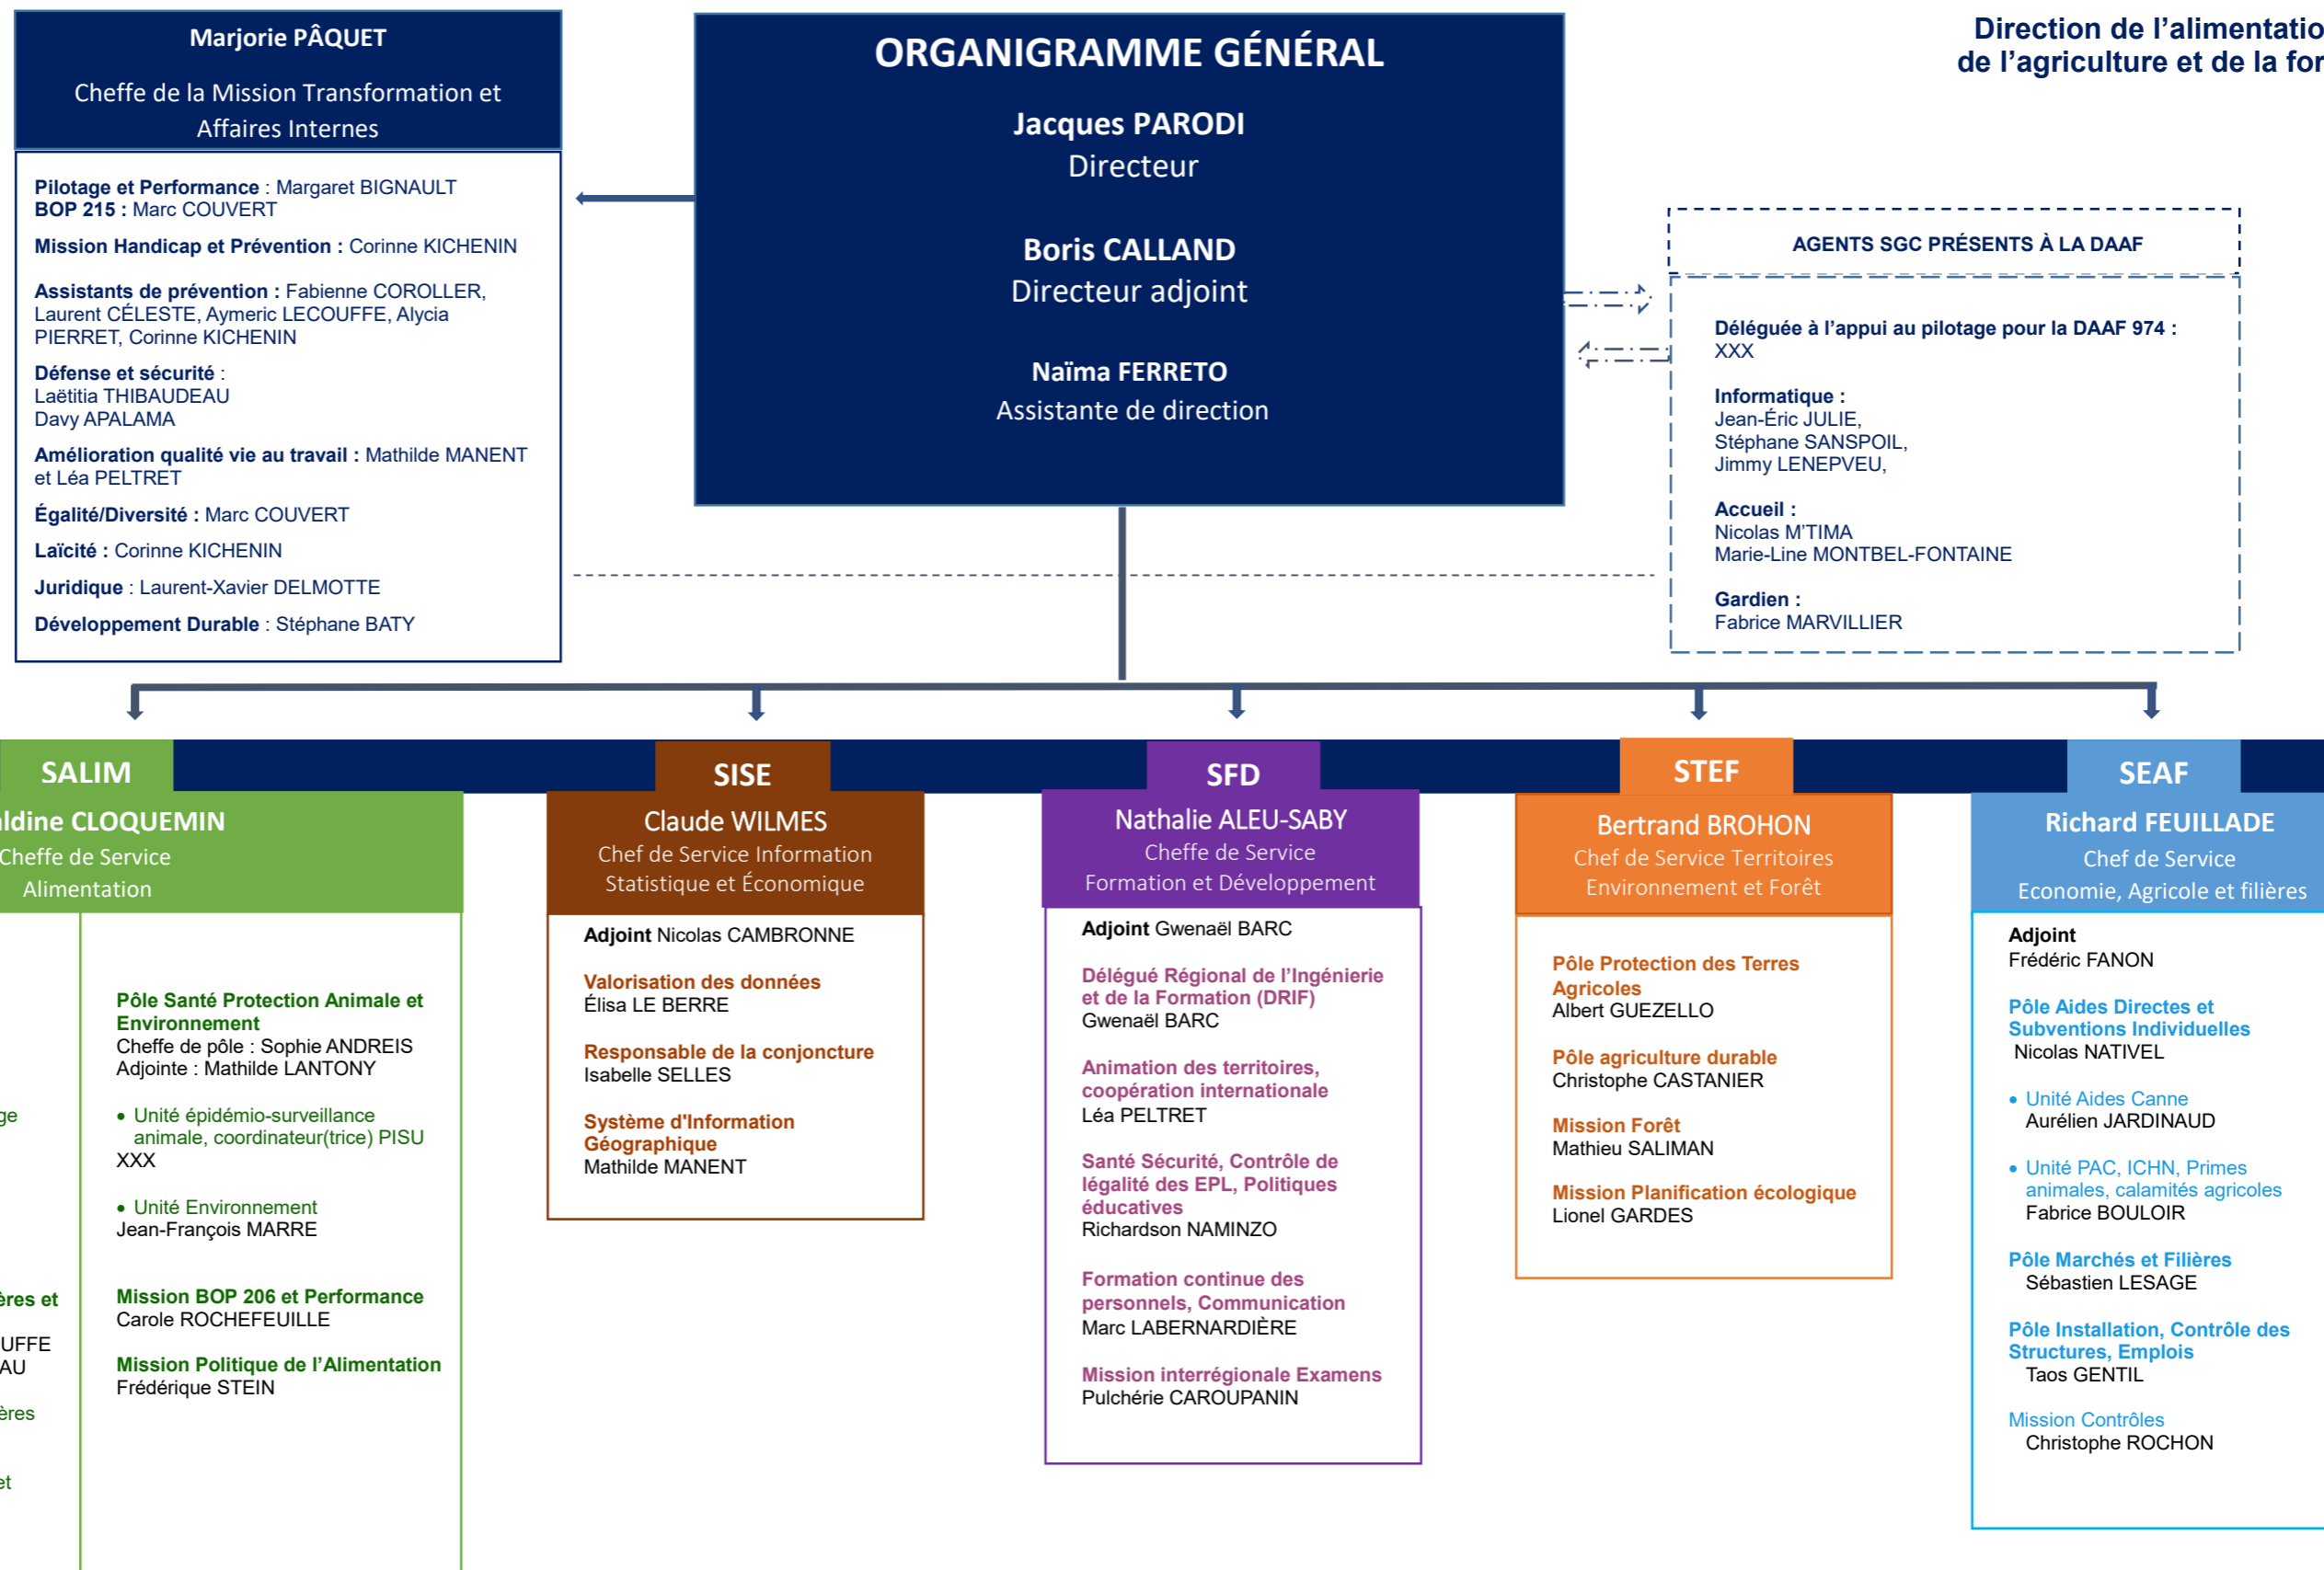 Marjorie PÂQUET
Cheffe de la Mission Transformation et
Affaires Internes
Pilotage et Performance : Margaret BIGNAULT
BOP 215 : Marc COUVERT
Mission Handicap et Prévention : Corinne KICHENIN
Assistants de prévention : Fabienne COROLLER,
Laurent CÉLESTE, Aymeric LECOUFFE, Alycia
PIERRET, Corinne KICHENIN
Défense et sécurité :
Laëtitia THIBAUDEAU
Davy APALAMA
Amélioration qualité vie au travail : Mathilde MANENT
et Léa PELTRET
Égalité/Diversité : Marc COUVERT
Laïcité : Corinne KICHENIN
Juridique : Laurent-Xavier DELMOTTE
Développement Durable : Stéphane BATY
ORGANIGRAMME GÉNÉRAL
Jacques PARODI
Directeur
Boris CALLAND
Directeur adjoint
Naïma FERRETO
Assistante de direction
Direction de l’alimentatio
de l’agriculture et de la for
AGENTS SGC PRÉSENTS À LA DAAF
Déléguée à l’appui au pilotage pour la DAAF 974 :
XXX
Informatique :
Jean-Éric JULIE,
Stéphane SANSPOIL,
Jimmy LENEPVEU,
Accueil :
Nicolas M’TIMA
Marie-Line MONTBEL-FONTAINE
Gardien :
Fabrice MARVILLIER
SALIM
ldine CLOQUEMIN
Cheffe de Service
Alimentation
ge
ères et
UFFE
AU
ères
et
Pôle Santé Protection Animale et
Environnement
Cheffe de pôle : Sophie ANDREIS
Adjointe : Mathilde LANTONY
• Unité épidémio-surveillance
animale, coordinateur(trice) PISU
XXX
• Unité Environnement
Jean-François MARRE
Mission BOP 206 et Performance
Carole ROCHEFEUILLE
Mission Politique de l’Alimentation
Frédérique STEIN
SISE
Claude WILMES
Chef de Service Information
Statistique et Économique
Adjoint Nicolas CAMBRONNE
Valorisation des données
Élisa LE BERRE
Responsable de la conjoncture
Isabelle SELLES
Système d'Information
Géographique
Mathilde MANENT
SFD
Nathalie ALEU-SABY
Cheffe de Service
Formation et Développement
Adjoint Gwenaël BARC
Délégué Régional de l’Ingénierie
et de la Formation (DRIF)
Gwenaël BARC
Animation des territoires,
coopération internationale
Léa PELTRET
Santé Sécurité, Contrôle de
légalité des EPL, Politiques
éducatives
Richardson NAMINZO
Formation continue des
personnels, Communication
Marc LABERNARDIÈRE
Mission interrégionale Examens
Pulchérie CAROUPANIN
STEF
Bertrand BROHON
Chef de Service Territoires
Environnement et Forêt
Pôle Protection des Terres
Agricoles
Albert GUEZELLO
Pôle agriculture durable
Christophe CASTANIER
Mission Forêt
Mathieu SALIMAN
Mission Planification écologique
Lionel GARDES
SEAF
Richard FEUILLADE
Chef de Service
Economie, Agricole et filières
Adjoint
Frédéric FANON
Pôle Aides Directes et
Subventions Individuelles
Nicolas NATIVEL
• Unité Aides Canne
Aurélien JARDINAUD
• Unité PAC, ICHN, Primes
animales, calamités agricoles
Fabrice BOULOIR
Pôle Marchés et Filières
Sébastien LESAGE
Pôle Installation, Contrôle des
Structures, Emplois
Taos GENTIL
Mission Contrôles
Christophe ROCHON